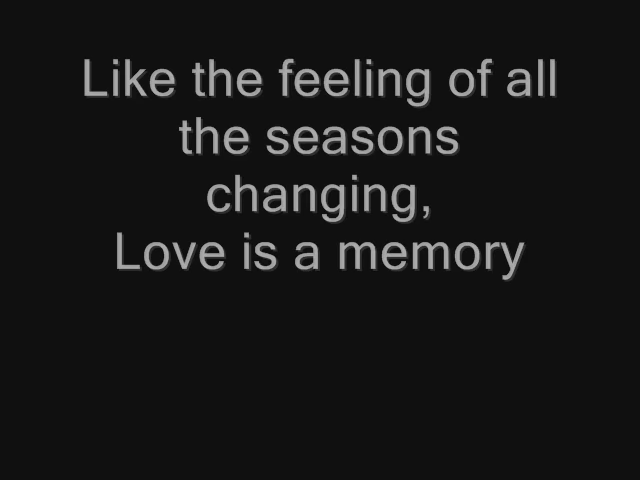 Like the feeling of all
the seasons
changing,
Love is a memory